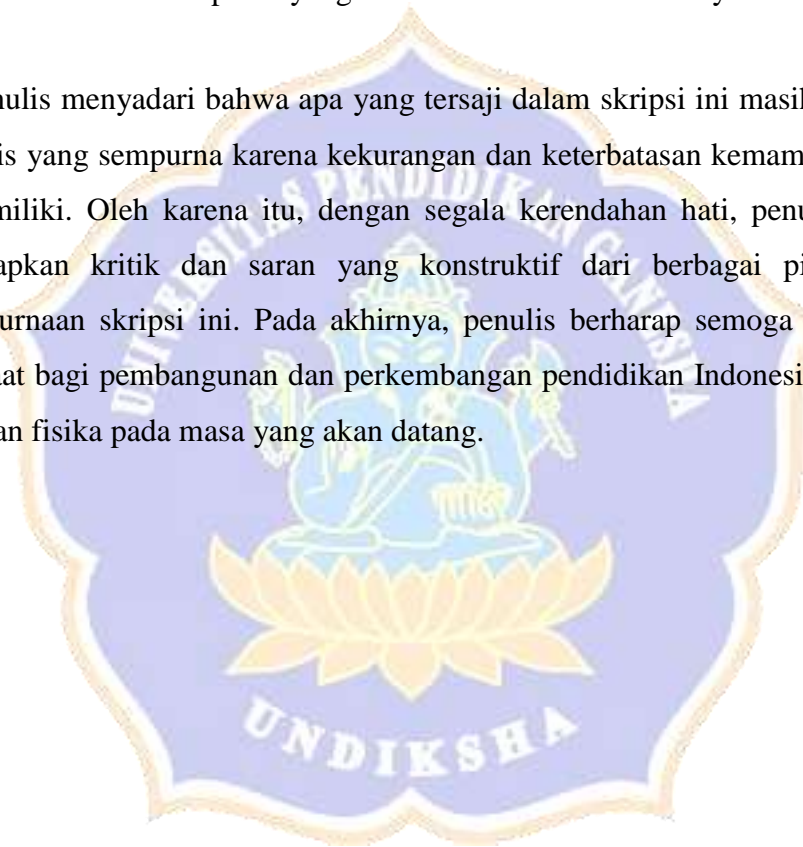 yang
nulis menyadari bahwa apa yang tersaji dalam skripsi ini masih
is yang sempurna karena kekurangan dan keterbatasan kemam
miliki. Oleh karena itu, dengan segala kerendahan hati, penu
apkan kritik dan saran yang konstruktif dari berbagai pi
urnaan skripsi ini. Pada akhirnya, penulis berharap semoga
aat bagi pembangunan dan perkembangan pendidikan Indonesi
an fisika pada masa yang akan datang.
UNIVERSITAS PENDIDIKAN GANESHA
UNDIKSHA